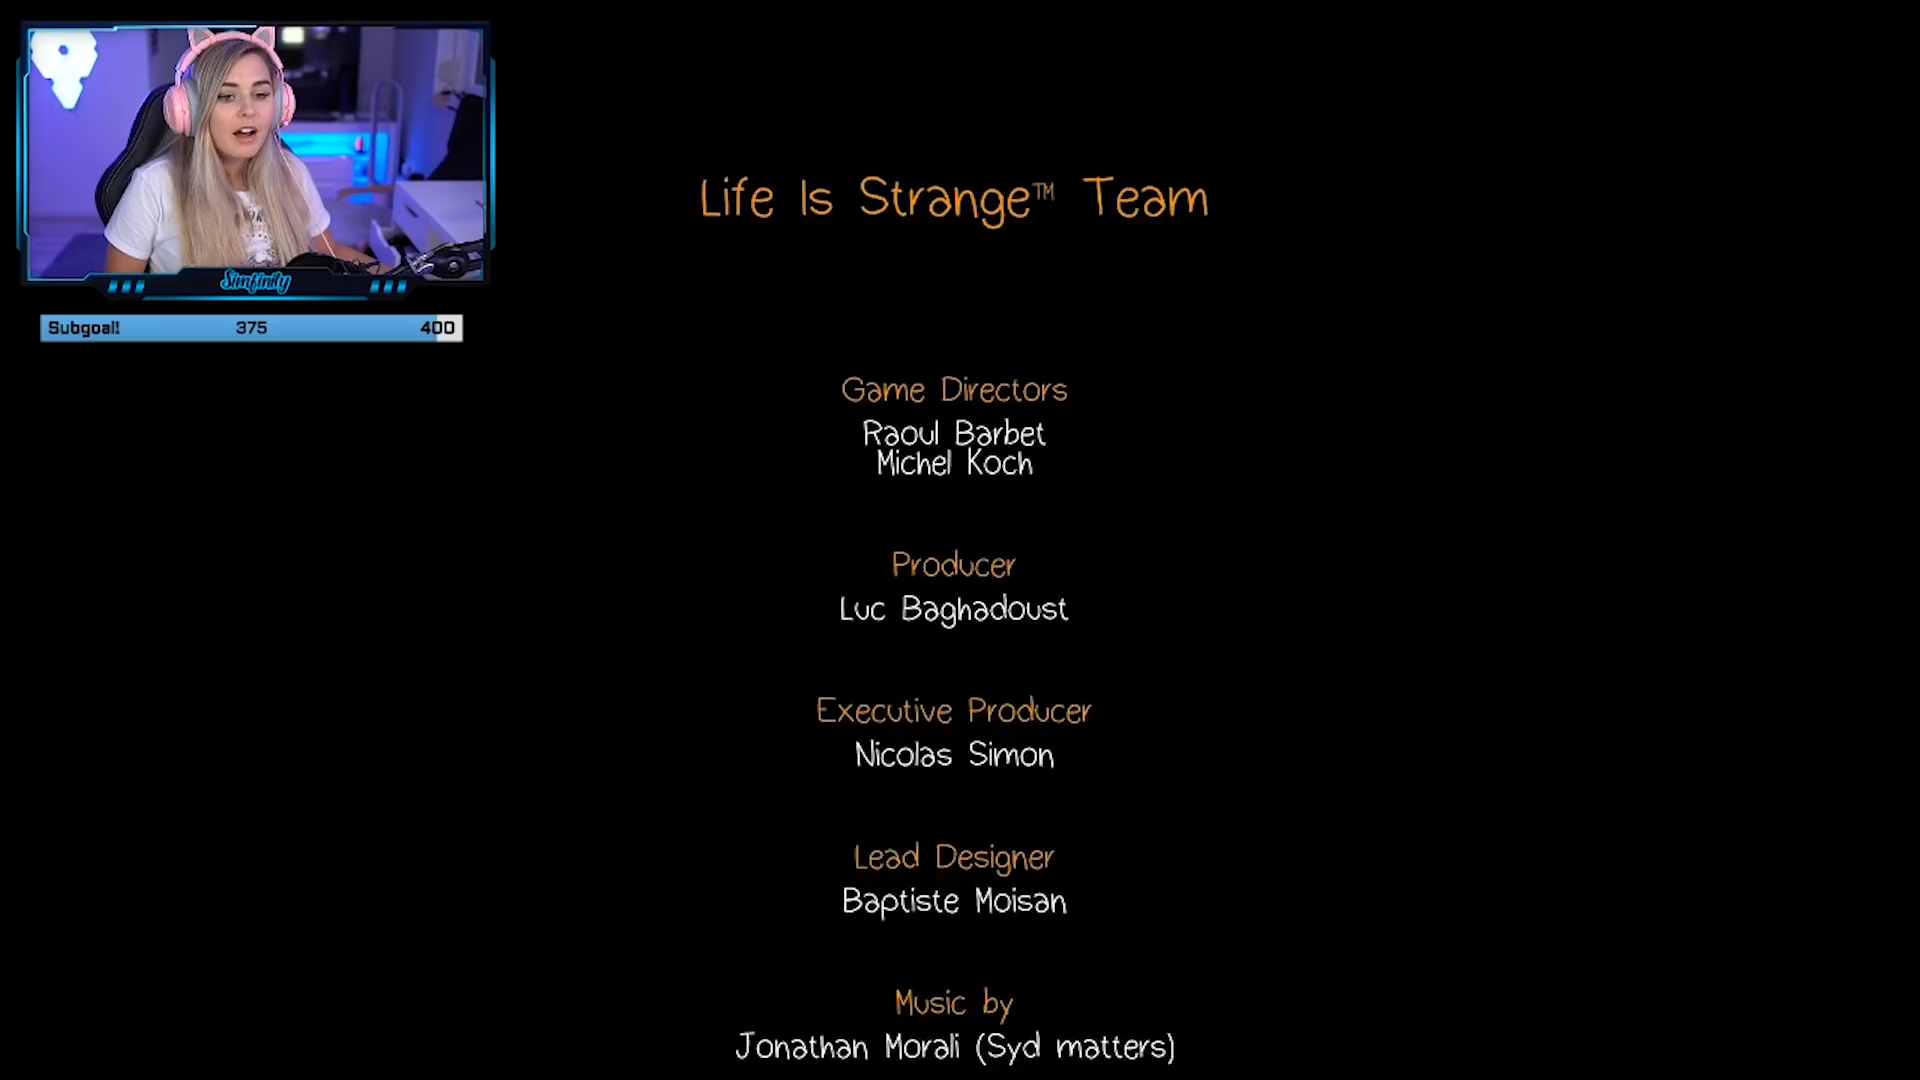 Simfinity
Subgoal! 375 400
Life Is Strange™ Team
Game Directors
Raoul Barbet
Michel Koch
Producer
Luc Baghadoust
Executive Producer
Nicolas Simon
Lead Designer
Baptiste Moisan
Music by
Jonathan Morali (Syd matters)